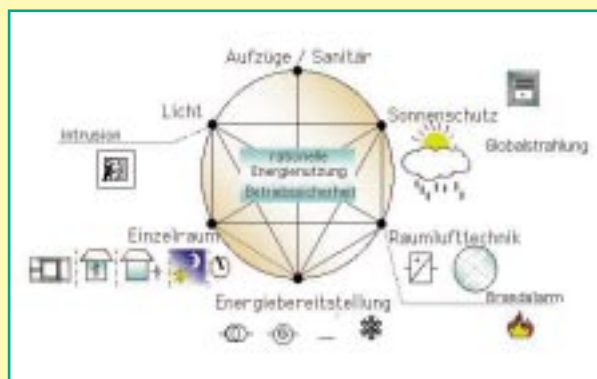 Aufzüge / Sanitär
Licht
Sonnenschutz
Intrusion
Globalstrahlung
rationelle
Energienutzung
Betriebssicherheit
Einzelraum
Raumlufttechnik
Energiebereitstellung
Brandalarm